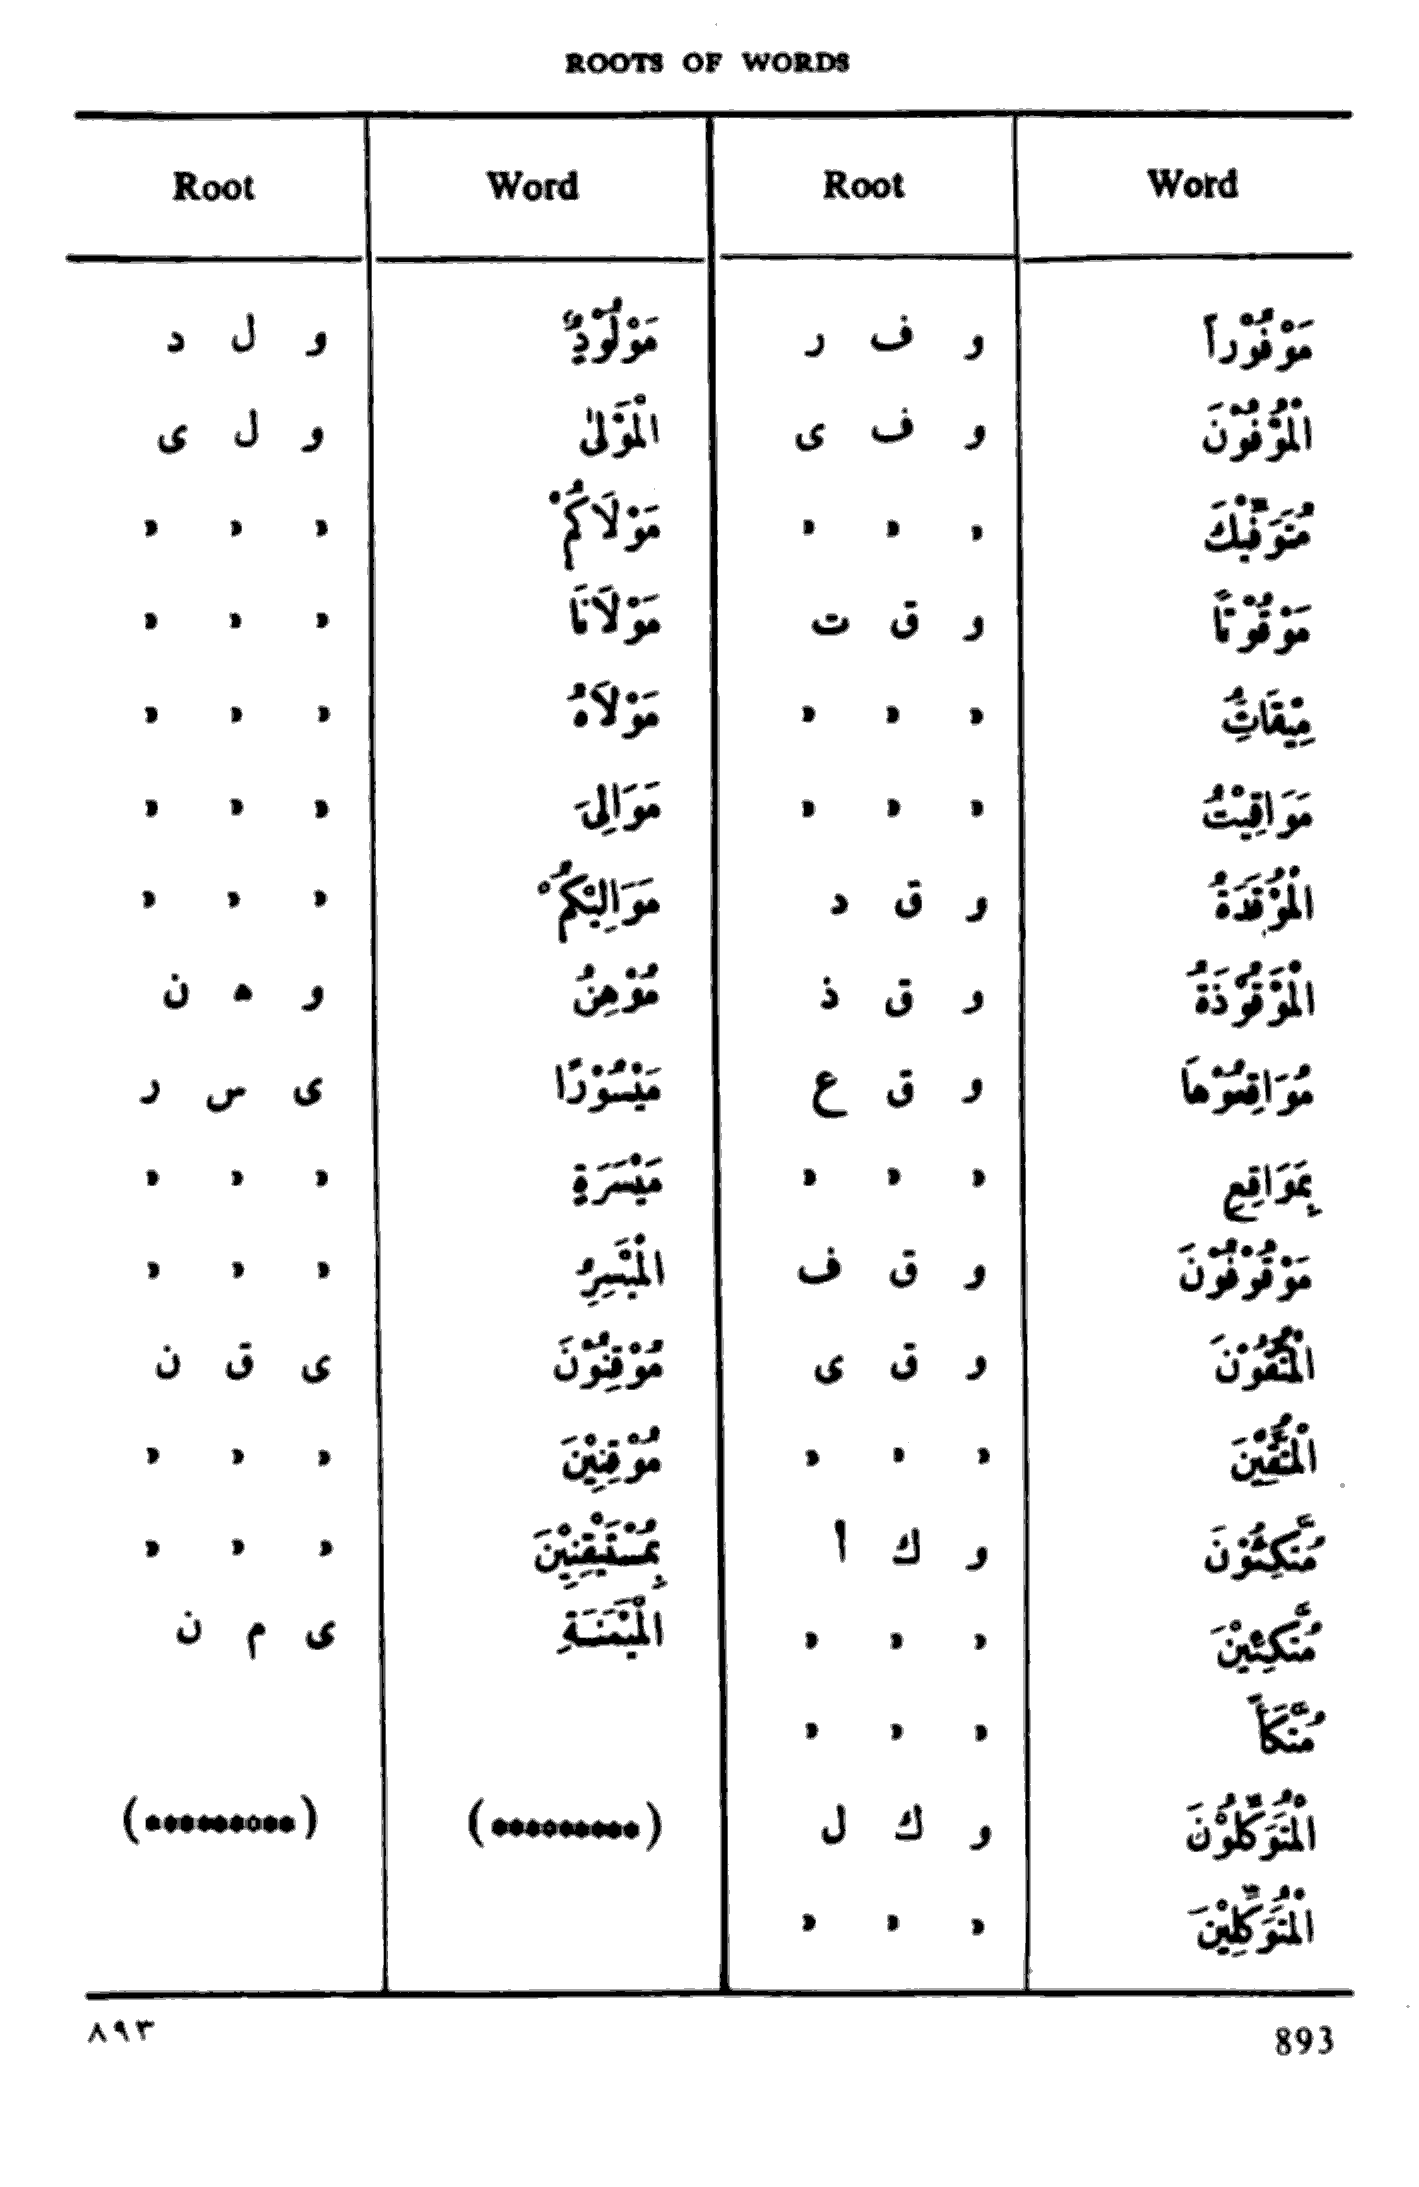 ROOTS OF WORDS
Root Word Root Word
مَوْفُوْراً و ف ر مَوْلُوْدٌ و ل د
الْمُوْفُوْنَ و ف ى الْمَوْلىٰ و ل ى
مُتَوَفِّيْكَ » » » مَوْلَاكُمْ » » »
مَوْقُوْتًا و ق ت مَوْلَانَا » » »
مِيْقَاتُ » » » مَوْلَاهُ » » »
مَوَاقِيْتُ » » » مَوَالِىَ » » »
الْمُوْقَدَةُ و ق د مَوَالِيْكُمْ » » »
الْمَوْقُوْذَةُ و ق ذ مُوْهِنُ و ه ن
مُوَاقِعُوْهَا و ق ع مَيْسُوْرًا ى س ر
بِمَوَاقِعِ » » » مَيْسَرَةٍ » » »
مَوْقُوْفُوْنَ و ق ف الْمَيْسِرُ » » »
الْمُتَّقُوْنَ و ق ى مُوْقِنُوْنَ ى ق ن
الْمُتَّقِيْنَ » » » مُوْقِنِيْنَ » » »
مُتَّكِئُوْنَ و ك أ بِمُسْتَيْقِنِيْنَ » » »
مُتَّكِئِيْنَ » » » الْمَيْمَنَةِ ى م ن
مُتَّكَأً » » »
الْمُتَوَكِّلُوْنَ و ك ل (•••••••••) (•••••••••)
الْمُتَوَكِّلِيْنَ » » »
٨٩٣ 893